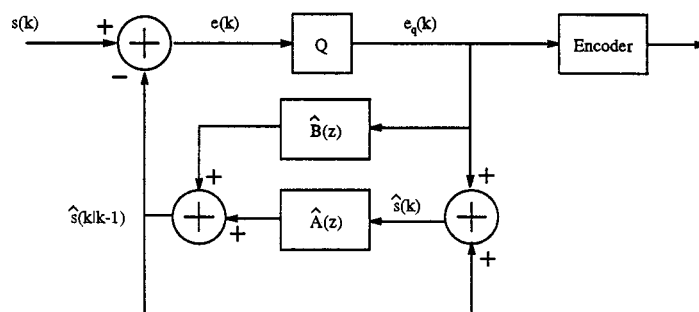 s(k) + e(k) Q e_q(k) Encoder
−
B̂(z)
+ +
ŝ(k|k-1) Â(z) ŝ(k)
+ +